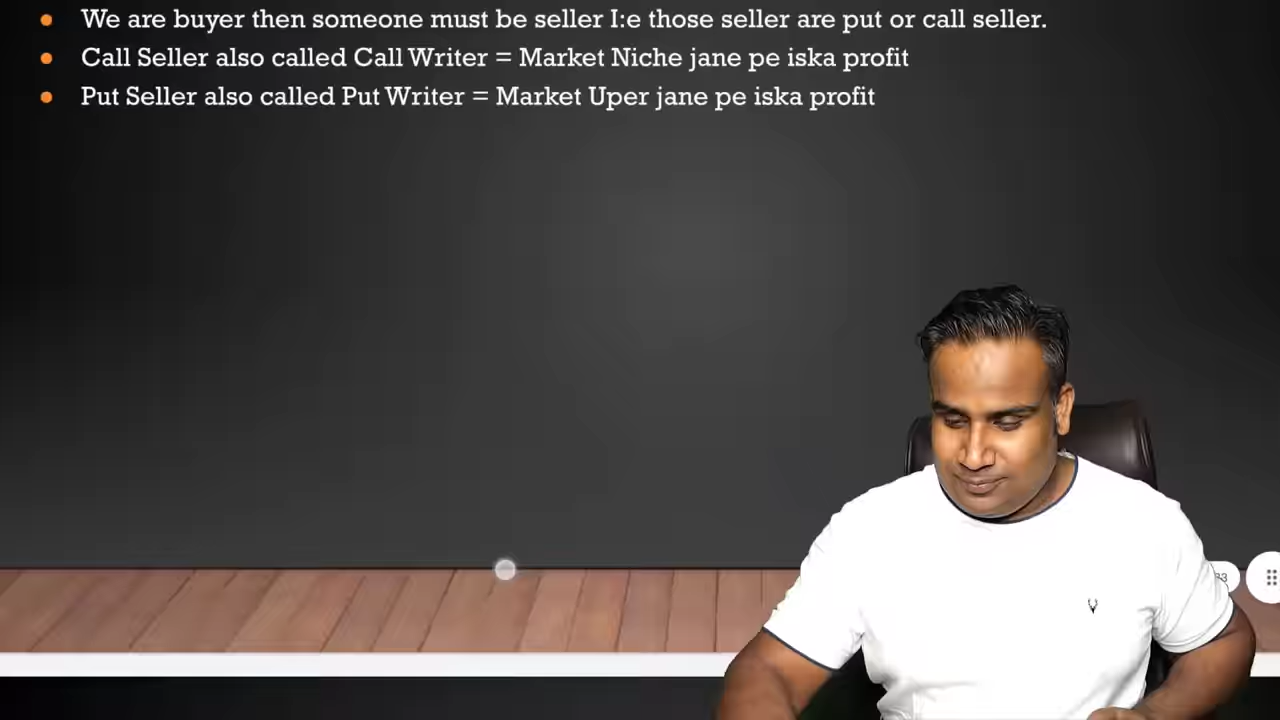 We are buyer then someone must be seller I:e those seller are put or call seller.
Call Seller also called Call Writer = Market Niche jane pe iska profit
Put Seller also called Put Writer = Market Uper jane pe iska profit
33